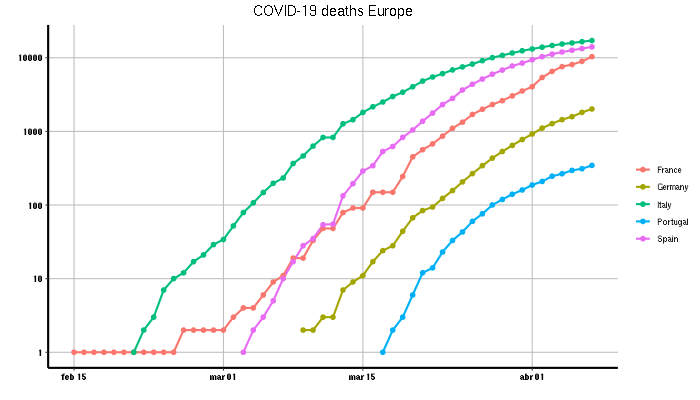 COVID-19 deaths Europe
10000
1000
100
10
1
feb 15
mar 01
mar 15
abr 01
France
Germany
Italy
Portugal
Spain